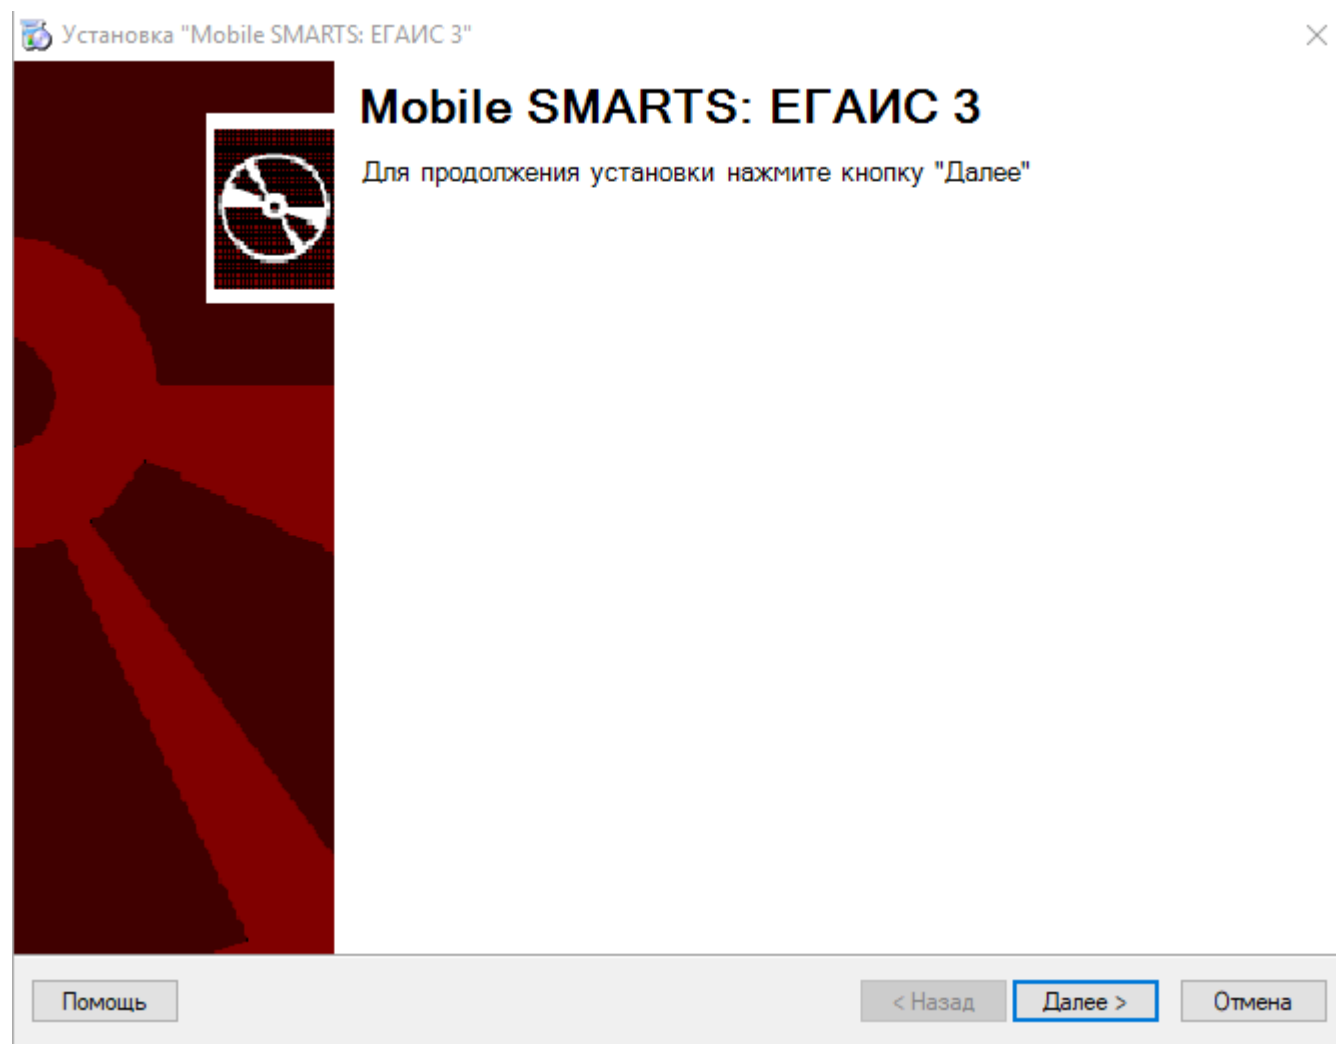 Установка "Mobile SMARTS: ЕГАИС 3"
Mobile SMARTS: ЕГАИС 3
Для продолжения установки нажмите кнопку "Далее"
Помощь
< Назад
Далее >
Отмена